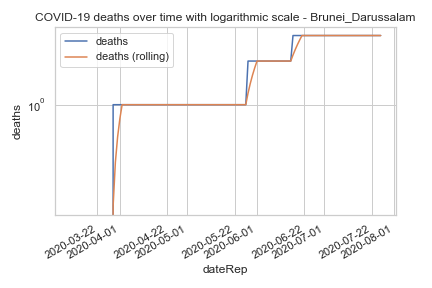 COVID-19 deaths over time with logarithmic scale - Brunei_Darussalam
deaths
deaths (rolling)
deaths
10^0
2020-03-22
2020-04-01
2020-04-22
2020-05-01
2020-05-22
2020-06-01
2020-06-22
2020-07-01
2020-07-22
2020-08-01
dateRep